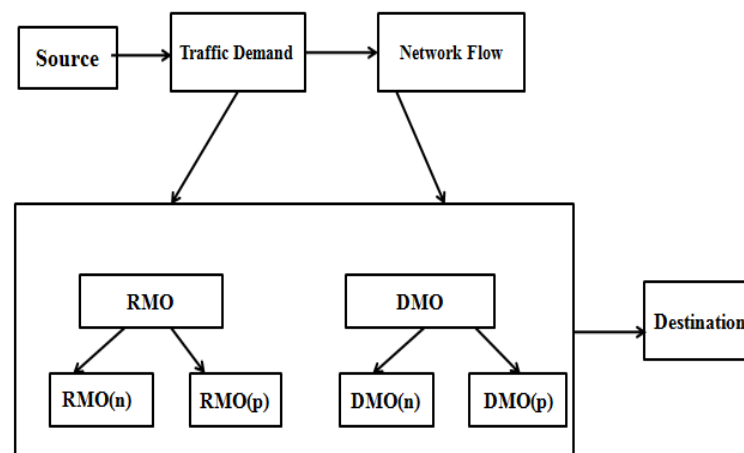 Source
Traffic Demand
Network Flow
RMO
DMO
Destination
RMO(n)
RMO(p)
DMO(n)
DMO(p)